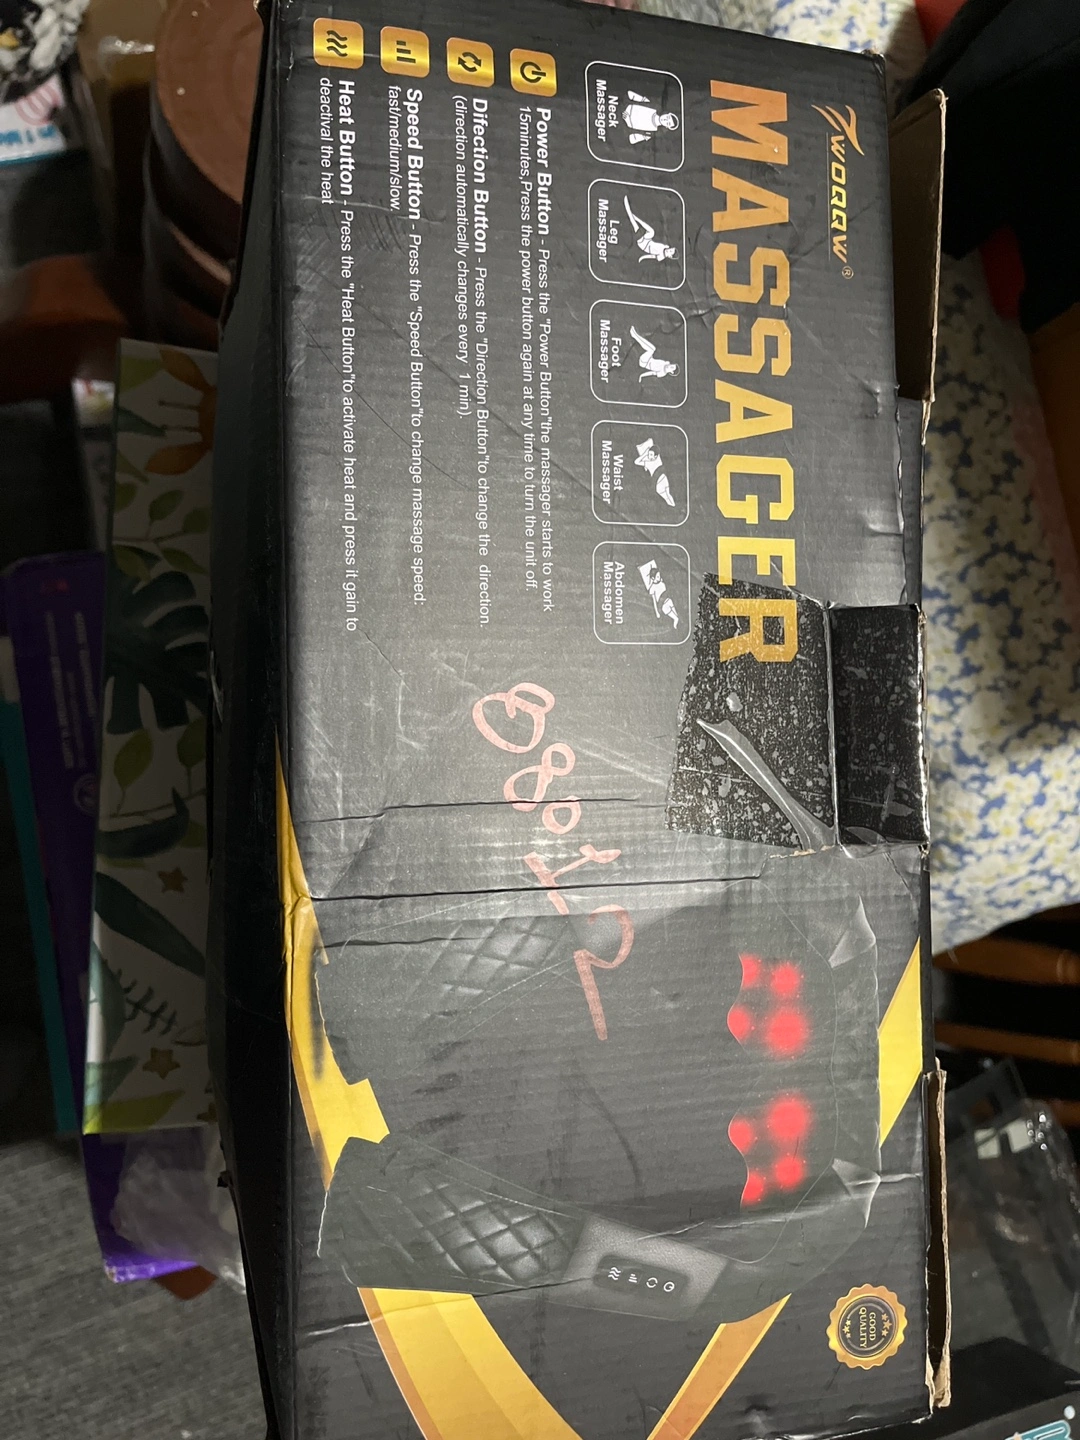 WOQQW®
MASSAGER
Neck
Massager
Leg
Massager
Foot
Massager
Waist
Massager
Abdomen
Massager
Power Button - Press the "Power Button"the massager starts to work
15minutes,Press the power button again at any time to turn the unit off.
Difection Button - Press the "Direction Button"to change the direction.
(direction automatically changes every 1 min).
Speed Button - Press the "Speed Button"to change massage speed:
fast/medium/slow.
Heat Button - Press the "Heat Button"to activate heat and press it gain to
deactival the heat
88012
GOOD
QUALITY